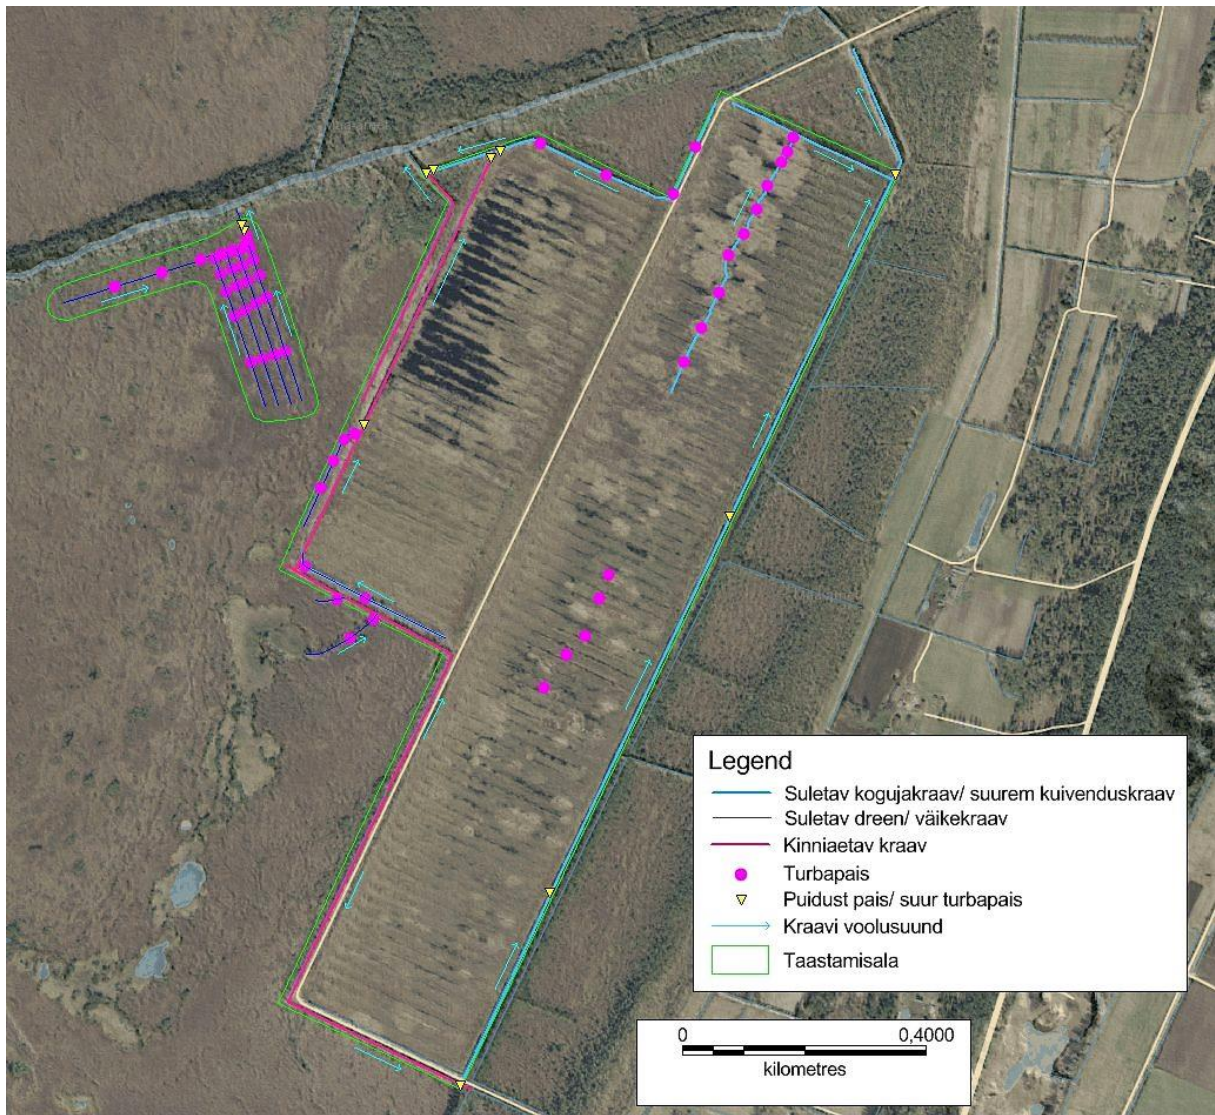 Legend
Suletav kogujakraav/ suurem kuivenduskraav
Suletav dreen/ väikekraav
Kinniaetav kraav
Turbapais
Puidust pais/ suur turbapais
Kraavi voolusuund
Taastamisala
0 0,4000
kilometres